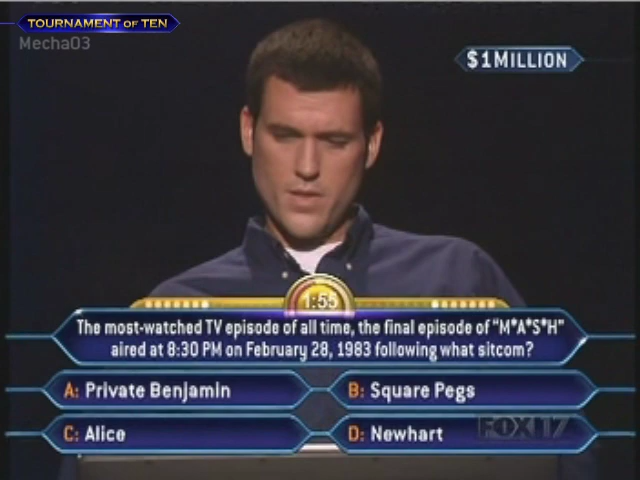 TOURNAMENT OF TEN
Mecha03
$1MILLION
1:55
The most-watched TV episode of all time, the final episode of "M*A*S*H"
aired at 8:30 PM on February 28, 1983 following what sitcom?
A: Private Benjamin
B: Square Pegs
C: Alice
D: Newhart
FOX17